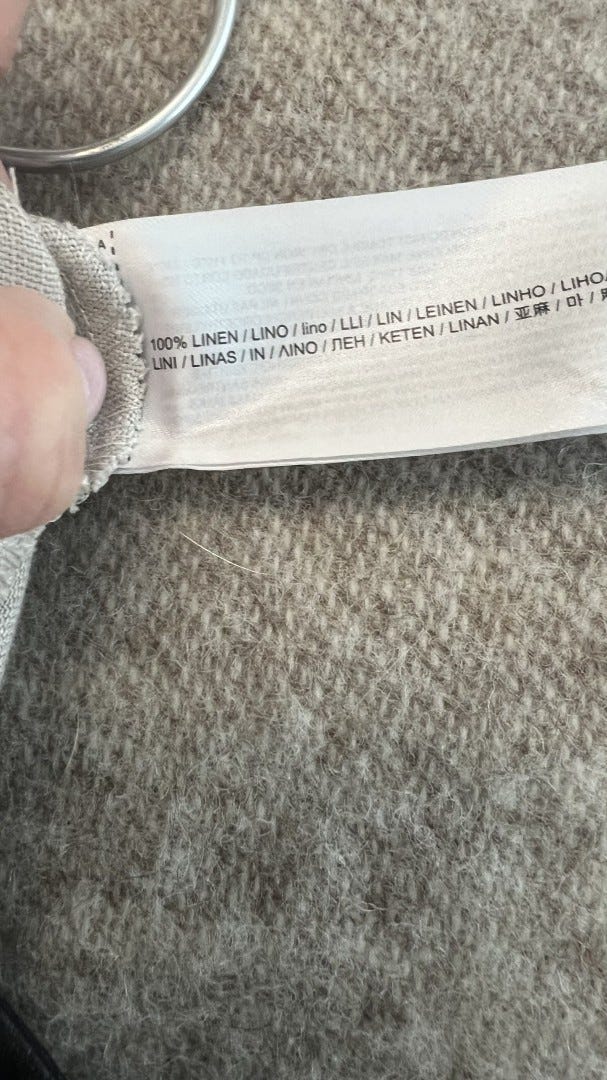 A
100% LINEN / LINO / lino / LLI / LIN / LEINEN / LINHO / LIHO
LINI / LINAS / IN / ΛΙΝΟ / ЛЕН / KETEN / LINAN / 亚麻 / 마 /